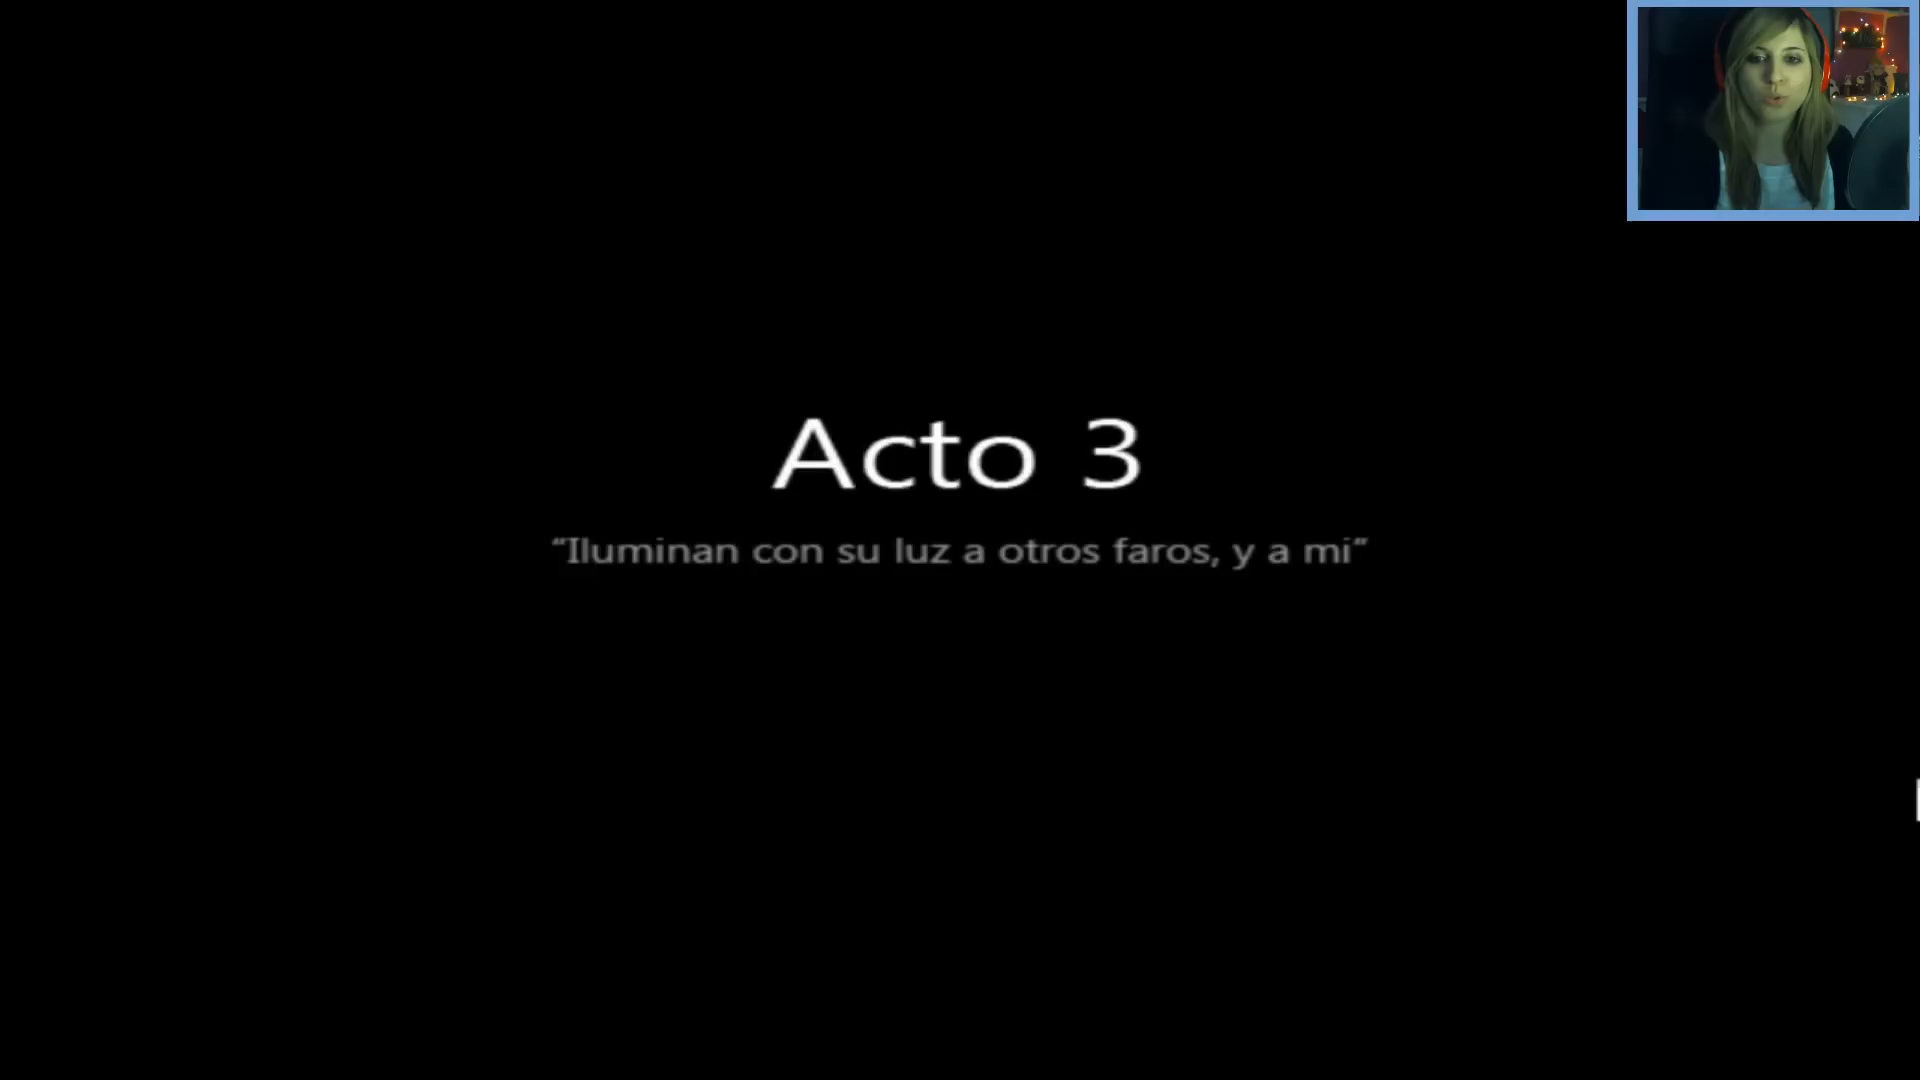 Acto 3
“Iluminan con su luz a otros faros, y a mi”